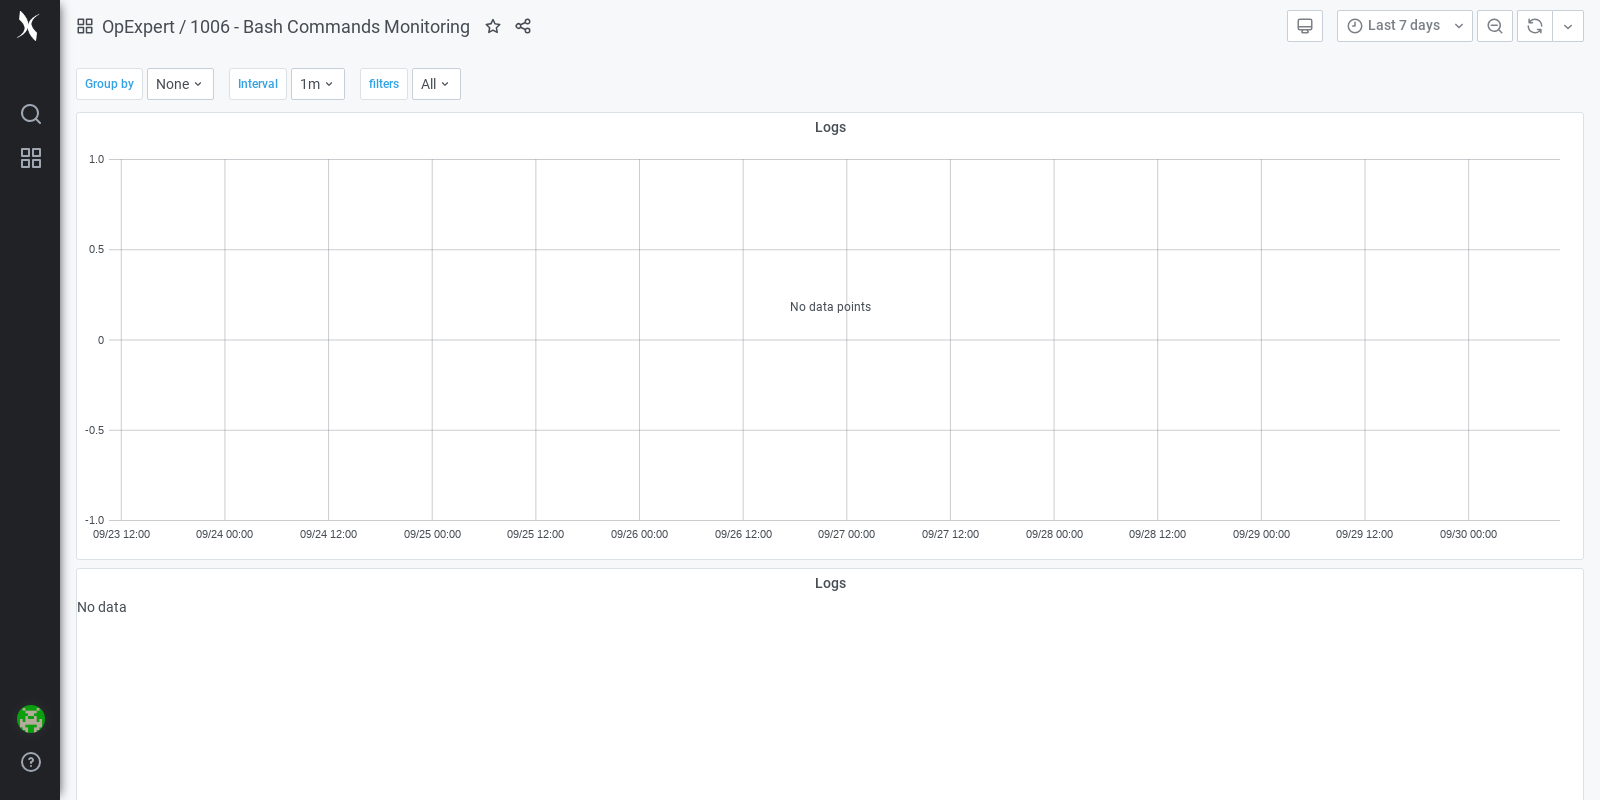 OpExpert / 1006 - Bash Commands Monitoring
Last 7 days
Group by None Interval 1m filters All
Logs
1.0
0.5
No data points
0
-0.5
-1.0
09/23 12:00 09/24 00:00 09/24 12:00 09/25 00:00 09/25 12:00 09/26 00:00 09/26 12:00 09/27 00:00 09/27 12:00 09/28 00:00 09/28 12:00 09/29 00:00 09/29 12:00 09/30 00:00
Logs
No data